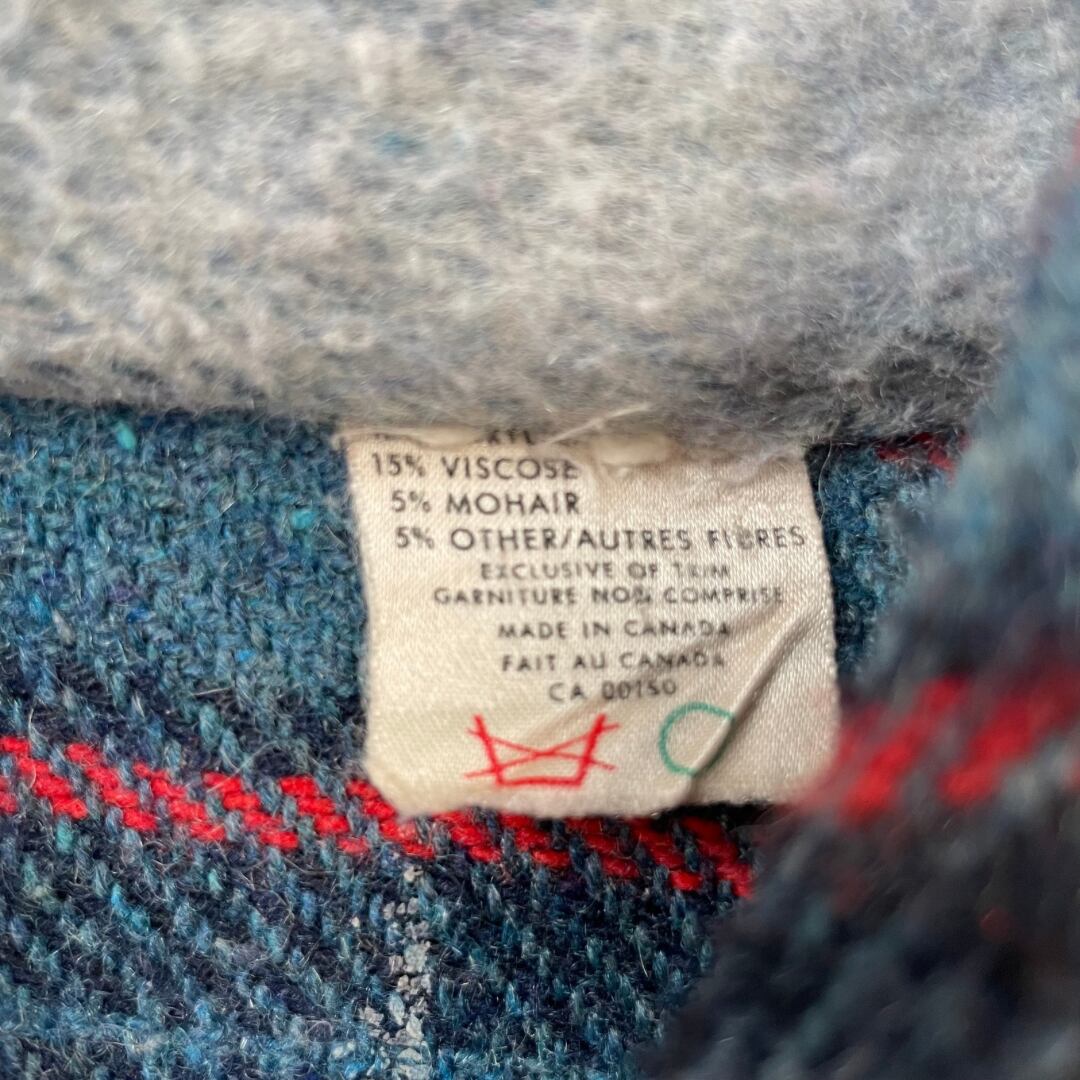 15% VISCOSE
5% MOHAIR
5% OTHER/AUTRES FIBRES
EXCLUSIVE OF TRIM
GARNITURE NON COMPRISE
MADE IN CANADA
FAIT AU CANADA
CA 00150